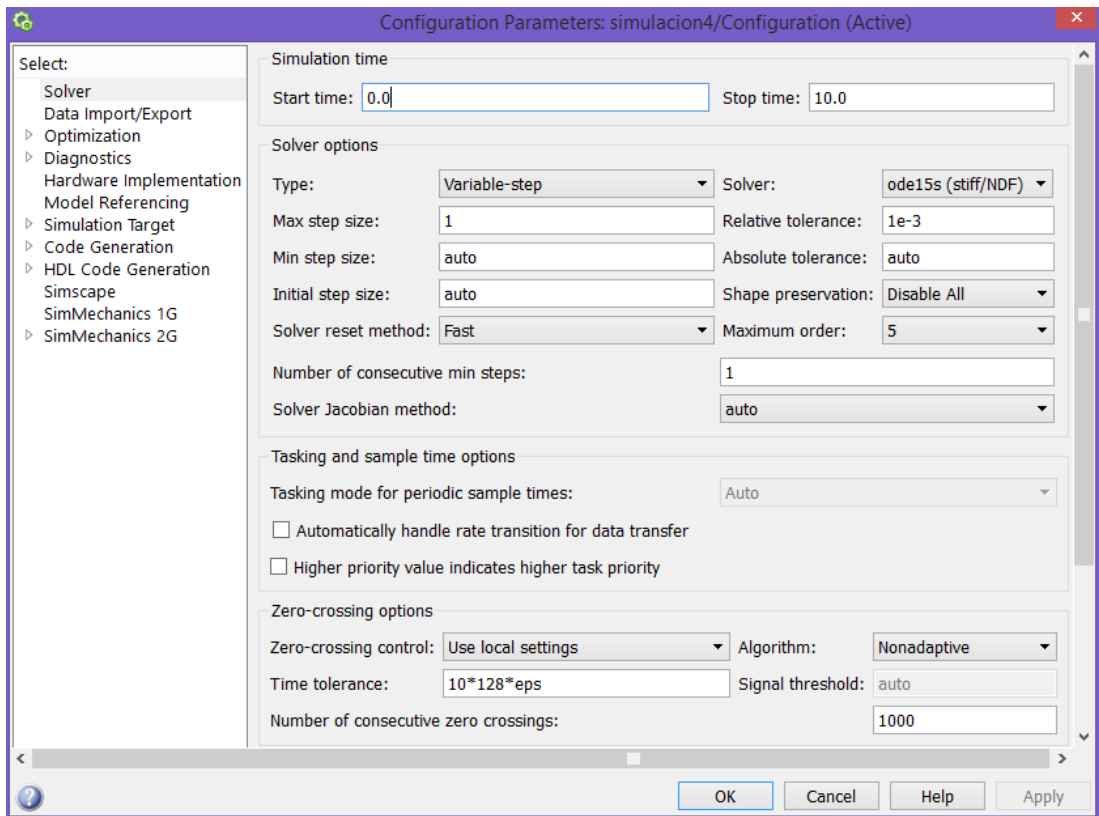 Configuration Parameters: simulacion4/Configuration (Active)
Select:
Solver
Data Import/Export
Optimization
Diagnostics
Hardware Implementation
Model Referencing
Simulation Target
Code Generation
HDL Code Generation
Simscape
SimMechanics 1G
SimMechanics 2G
Simulation time
Start time: 0.0 Stop time: 10.0
Solver options
Type: Variable-step Solver: ode15s (stiff/NDF)
Max step size: 1 Relative tolerance: 1e-3
Min step size: auto Absolute tolerance: auto
Initial step size: auto Shape preservation: Disable All
Solver reset method: Fast Maximum order: 5
Number of consecutive min steps: 1
Solver Jacobian method: auto
Tasking and sample time options
Tasking mode for periodic sample times: Auto
Automatically handle rate transition for data transfer
Higher priority value indicates higher task priority
Zero-crossing options
Zero-crossing control: Use local settings Algorithm: Nonadaptive
Time tolerance: 10*128*eps Signal threshold: auto
Number of consecutive zero crossings: 1000
OK Cancel Help Apply